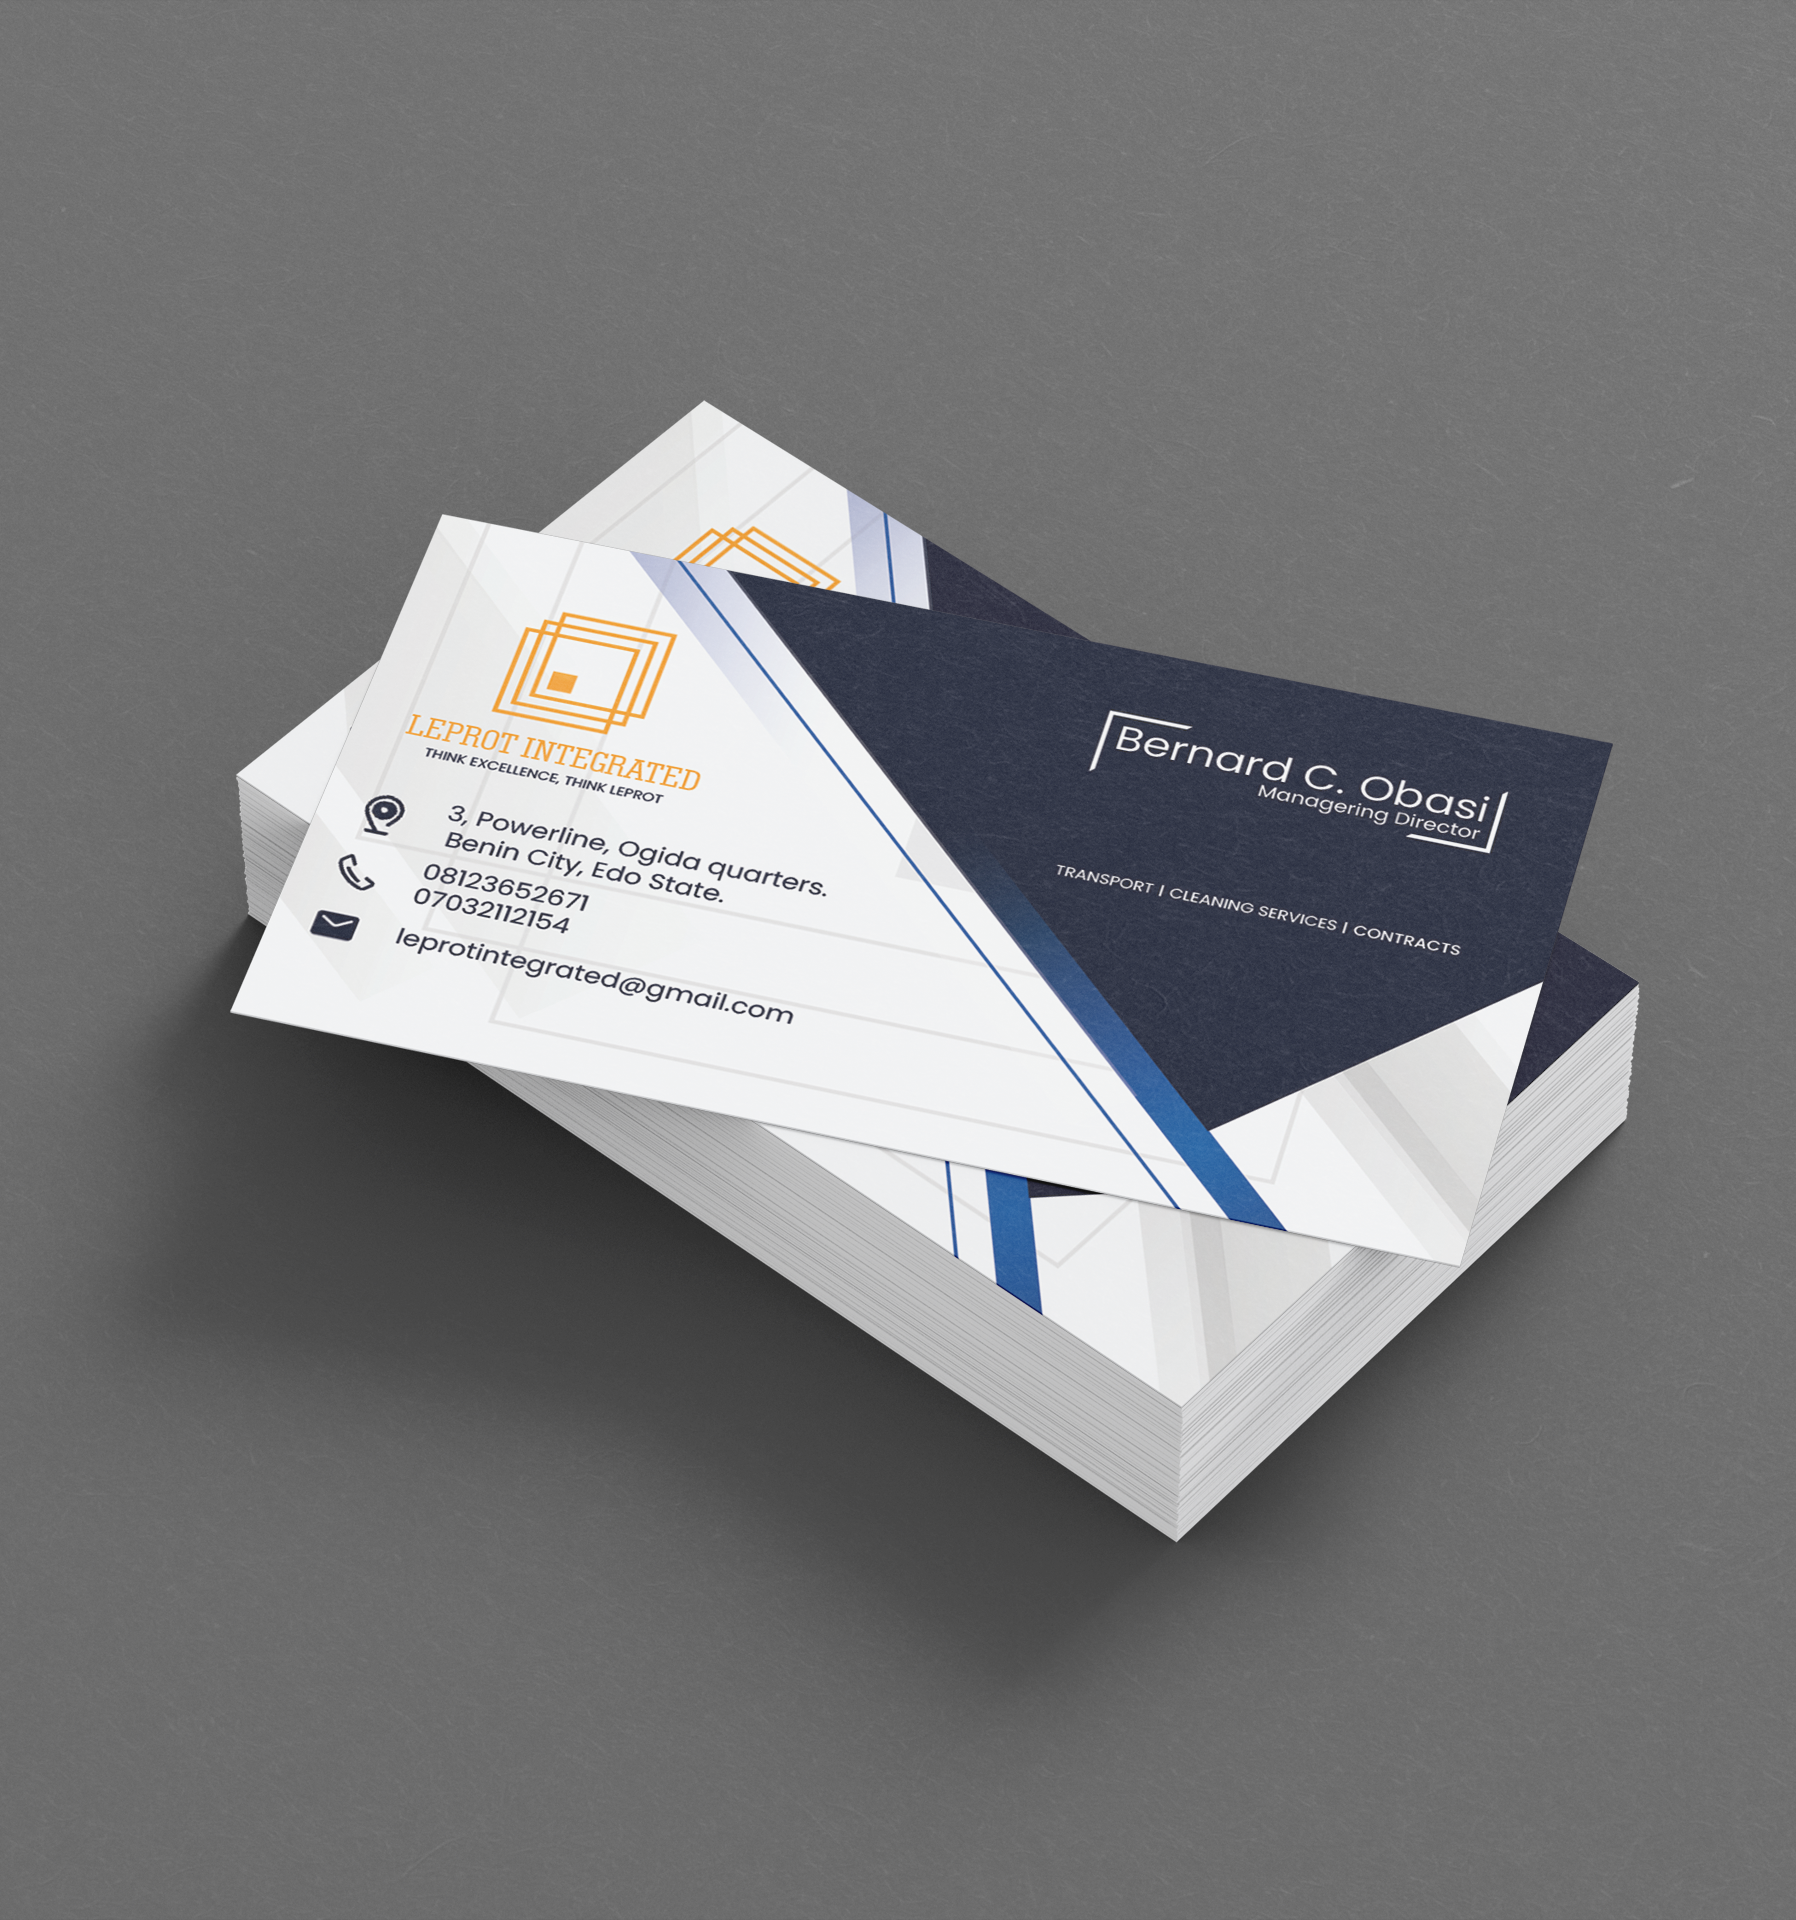 LEPROT INTEGRATED
THINK EXCELLENCE, THINK LEPROT
3, Powerline, Ogida quarters.
Benin City, Edo State.
08123652671
07032112154
leprotintegrated@gmail.com
Bernard C. Obasi
Managering Director
TRANSPORT | CLEANING SERVICES | CONTRACTS